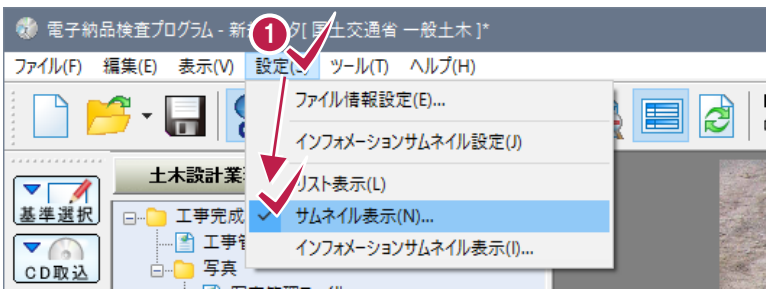 電子納品検査プログラム - 新 タ[ 国土交通省 一般土木 ]*
1
ファイル(F) 編集(E) 表示(V) 設定( ツール(T) ヘルプ(H)
ファイル情報設定(E)...
インフォメーションサムネイル設定(J)
リスト表示(L)
サムネイル表示(N)...
インフォメーションサムネイル表示(I)...
基準選択
CD取込
土木設計業
工事完成
工事
写真